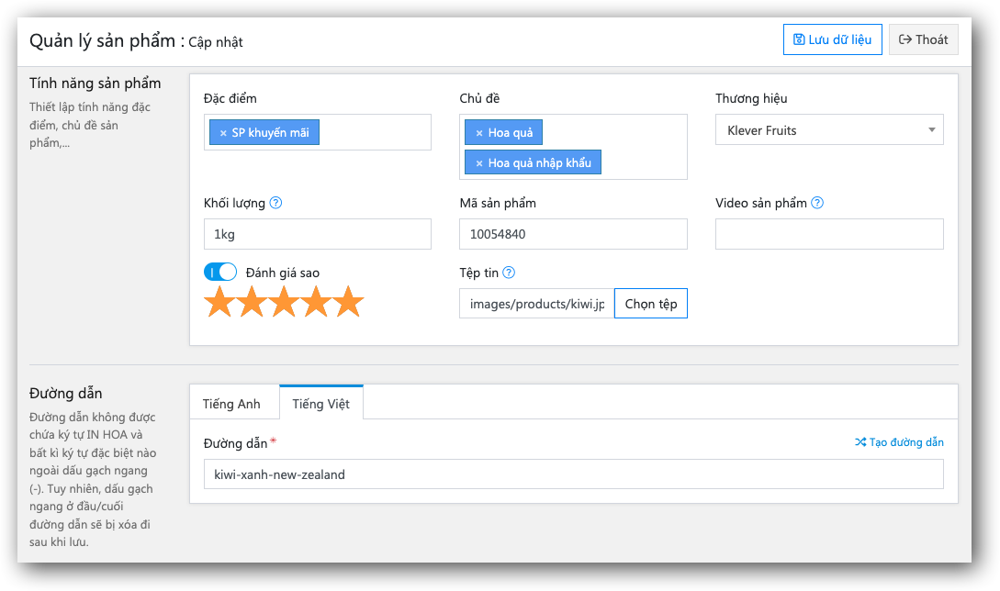 Quản lý sản phẩm : Cập nhật
Lưu dữ liệu
Thoát
Tính năng sản phẩm
Thiết lập tính năng đặc
điểm, chủ đề sản
phẩm,...
Đặc điểm
× SP khuyến mãi
Chủ đề
× Hoa quả
× Hoa quả nhập khẩu
Thương hiệu
Klever Fruits
Khối lượng ?
1kg
Mã sản phẩm
10054840
Video sản phẩm ?
Đánh giá sao
Tệp tin ?
images/products/kiwi.jp
Chọn tệp
Đường dẫn
Đường dẫn không được
chứa ký tự IN HOA và
bất kì ký tự đặc biệt nào
ngoài dấu gạch ngang
(-). Tuy nhiên, dấu gạch
ngang ở đầu/cuối
đường dẫn sẽ bị xóa đi
sau khi lưu.
Tiếng Anh
Tiếng Việt
Đường dẫn *
Tạo đường dẫn
kiwi-xanh-new-zealand